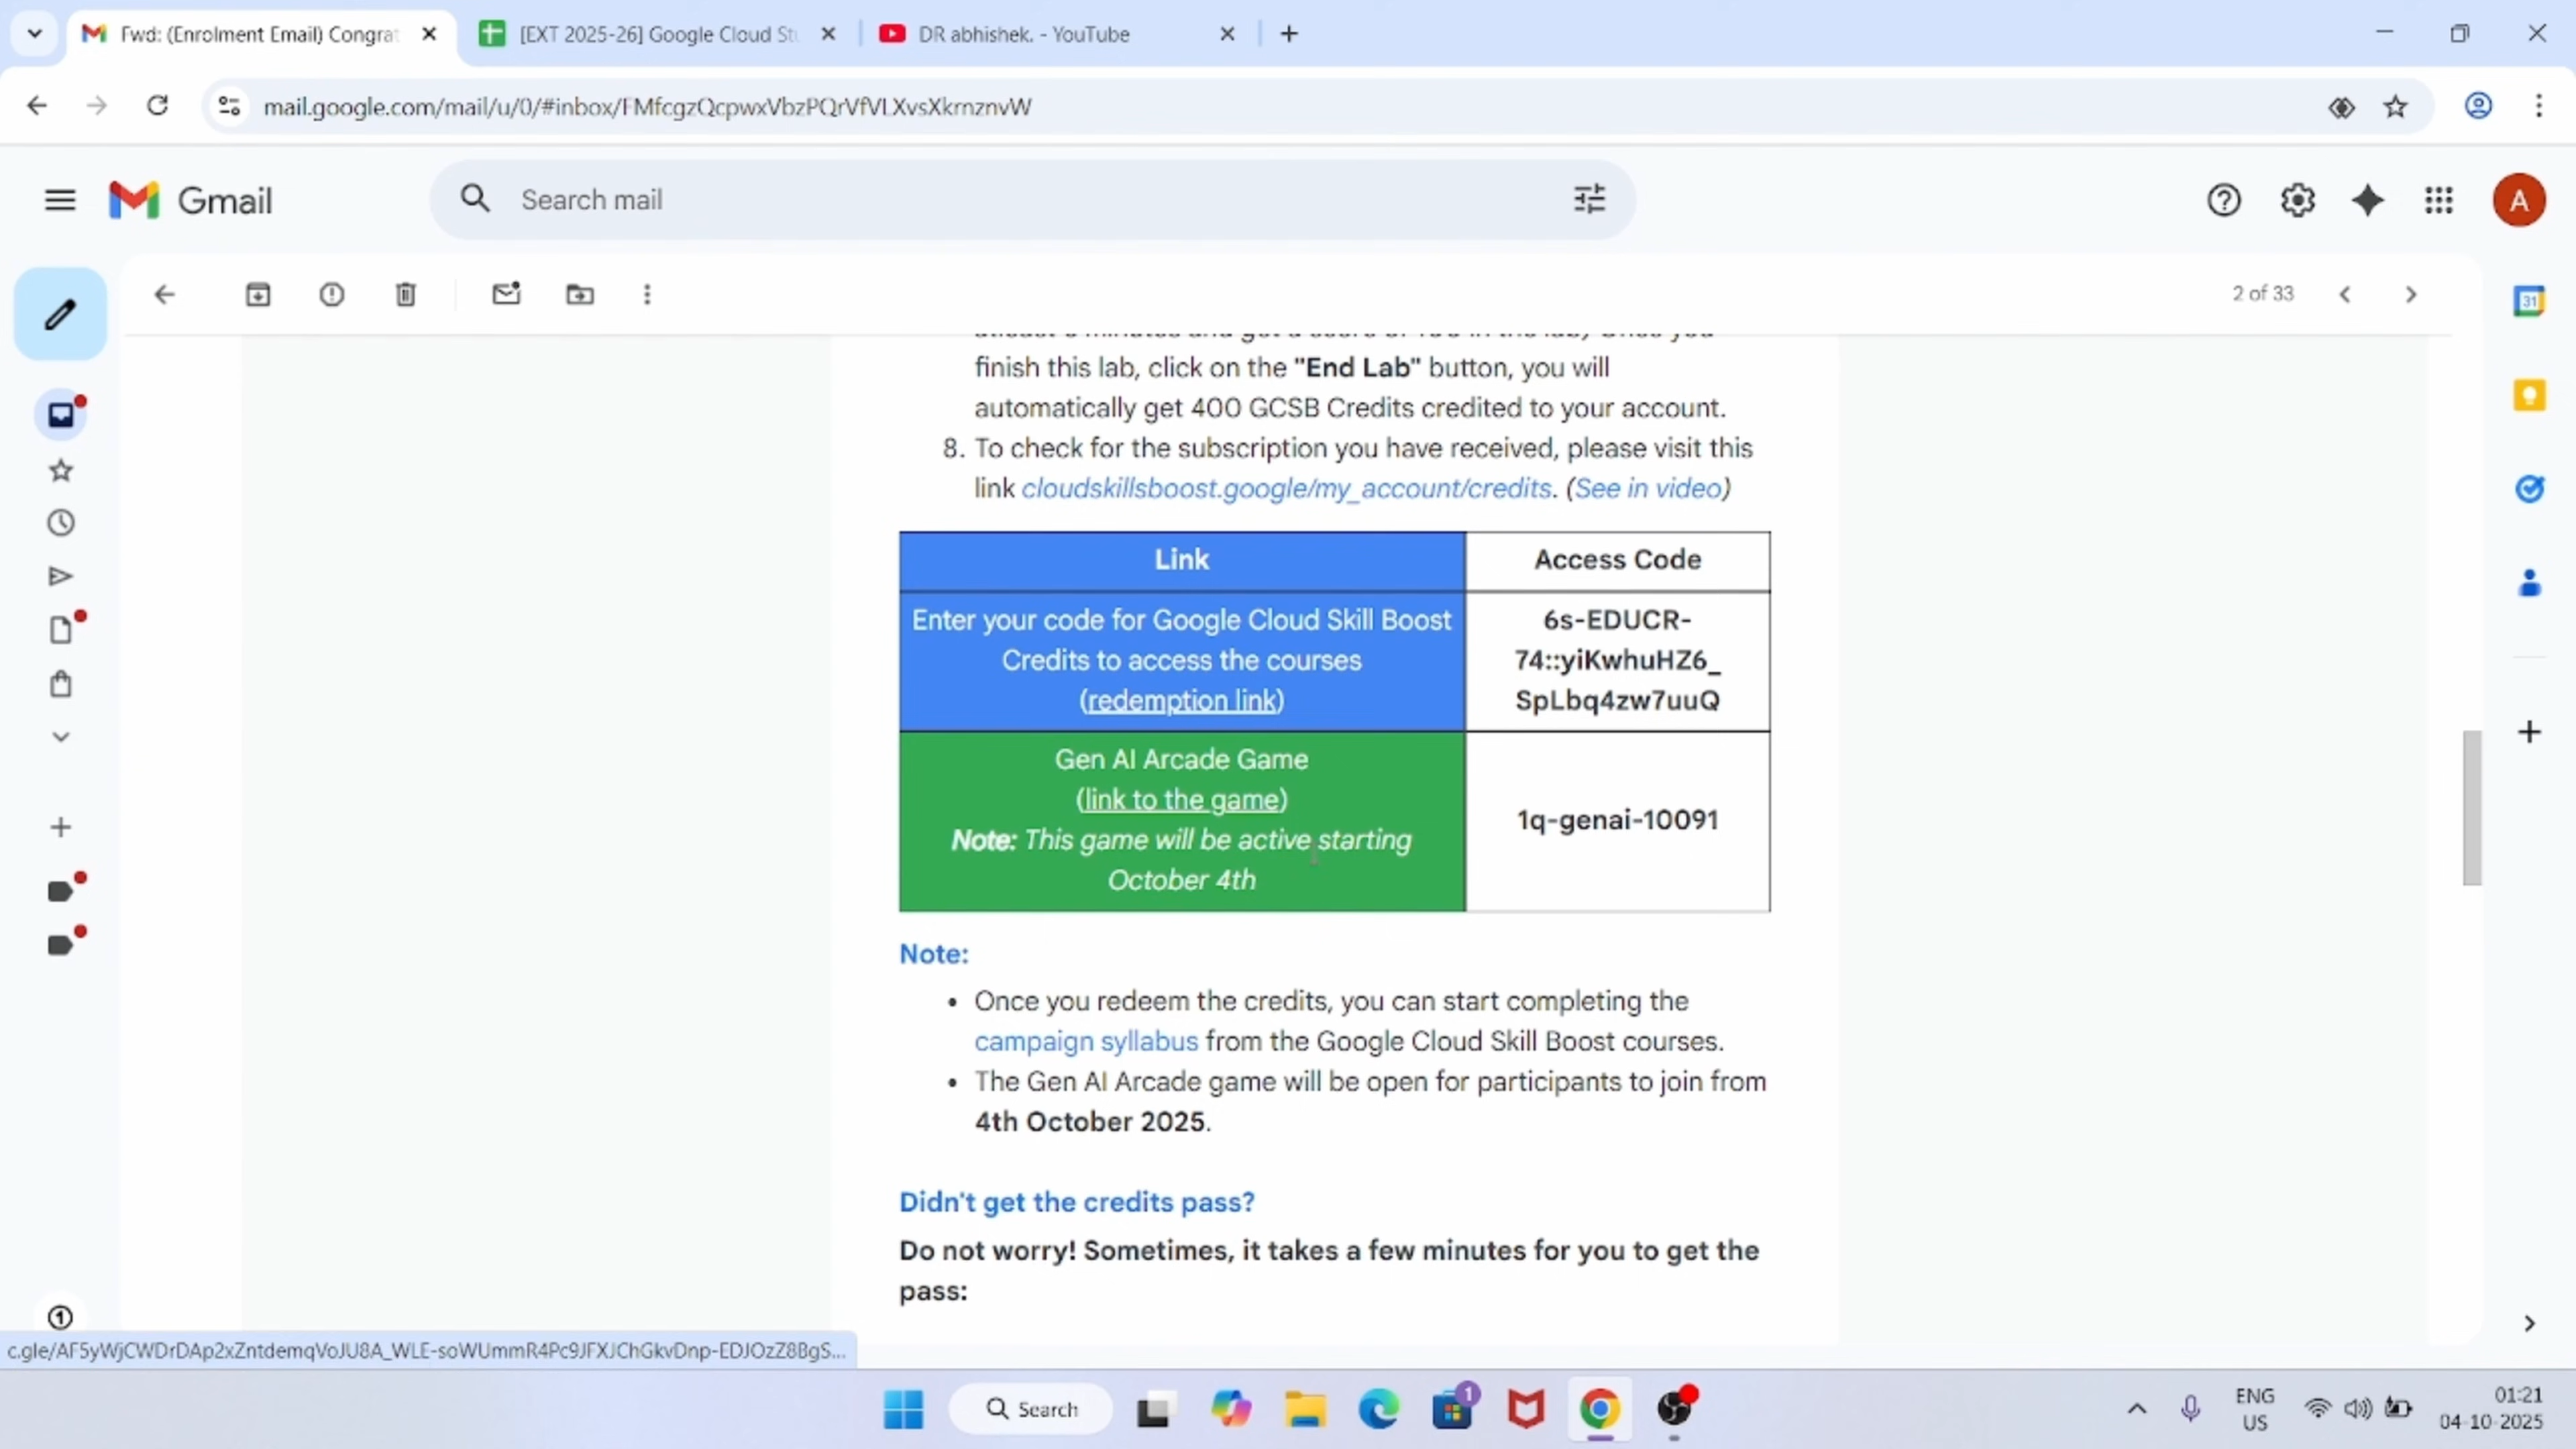 Fwd: (Enrolment Email) Congrat
[EXT 2025-26] Google Cloud St
DR abhishek. - YouTube
mail.google.com/mail/u/0/#inbox/FMfcgzQcpwxVbzPQrVfVLXvsXkrnznvW
Gmail
Search mail
A
2 of 33
31
finish this lab, click on the "End Lab" button, you will
automatically get 400 GCSB Credits credited to your account.
8. To check for the subscription you have received, please visit this
link cloudskillsboost.google/my_account/credits. (See in video)
Link
Access Code
Enter your code for Google Cloud Skill Boost
Credits to access the courses
(redemption link)
6s-EDUCR-
74::yiKwhuHZ6_
SpLbq4zw7uuQ
Gen AI Arcade Game
(link to the game)
Note: This game will be active starting
October 4th
1q-genai-10091
Note:
• Once you redeem the credits, you can start completing the
campaign syllabus from the Google Cloud Skill Boost courses.
• The Gen AI Arcade game will be open for participants to join from
4th October 2025.
Didn't get the credits pass?
Do not worry! Sometimes, it takes a few minutes for you to get the
pass:
1
c.gle/AF5yWjCWDrDAp2xZntdemqVoJU8A_WLE-soWUmmR4Pc9JFXJChGkvDnp-EDJOzZ8BgS...
Search
1
ENG
US
01:21
04-10-2025